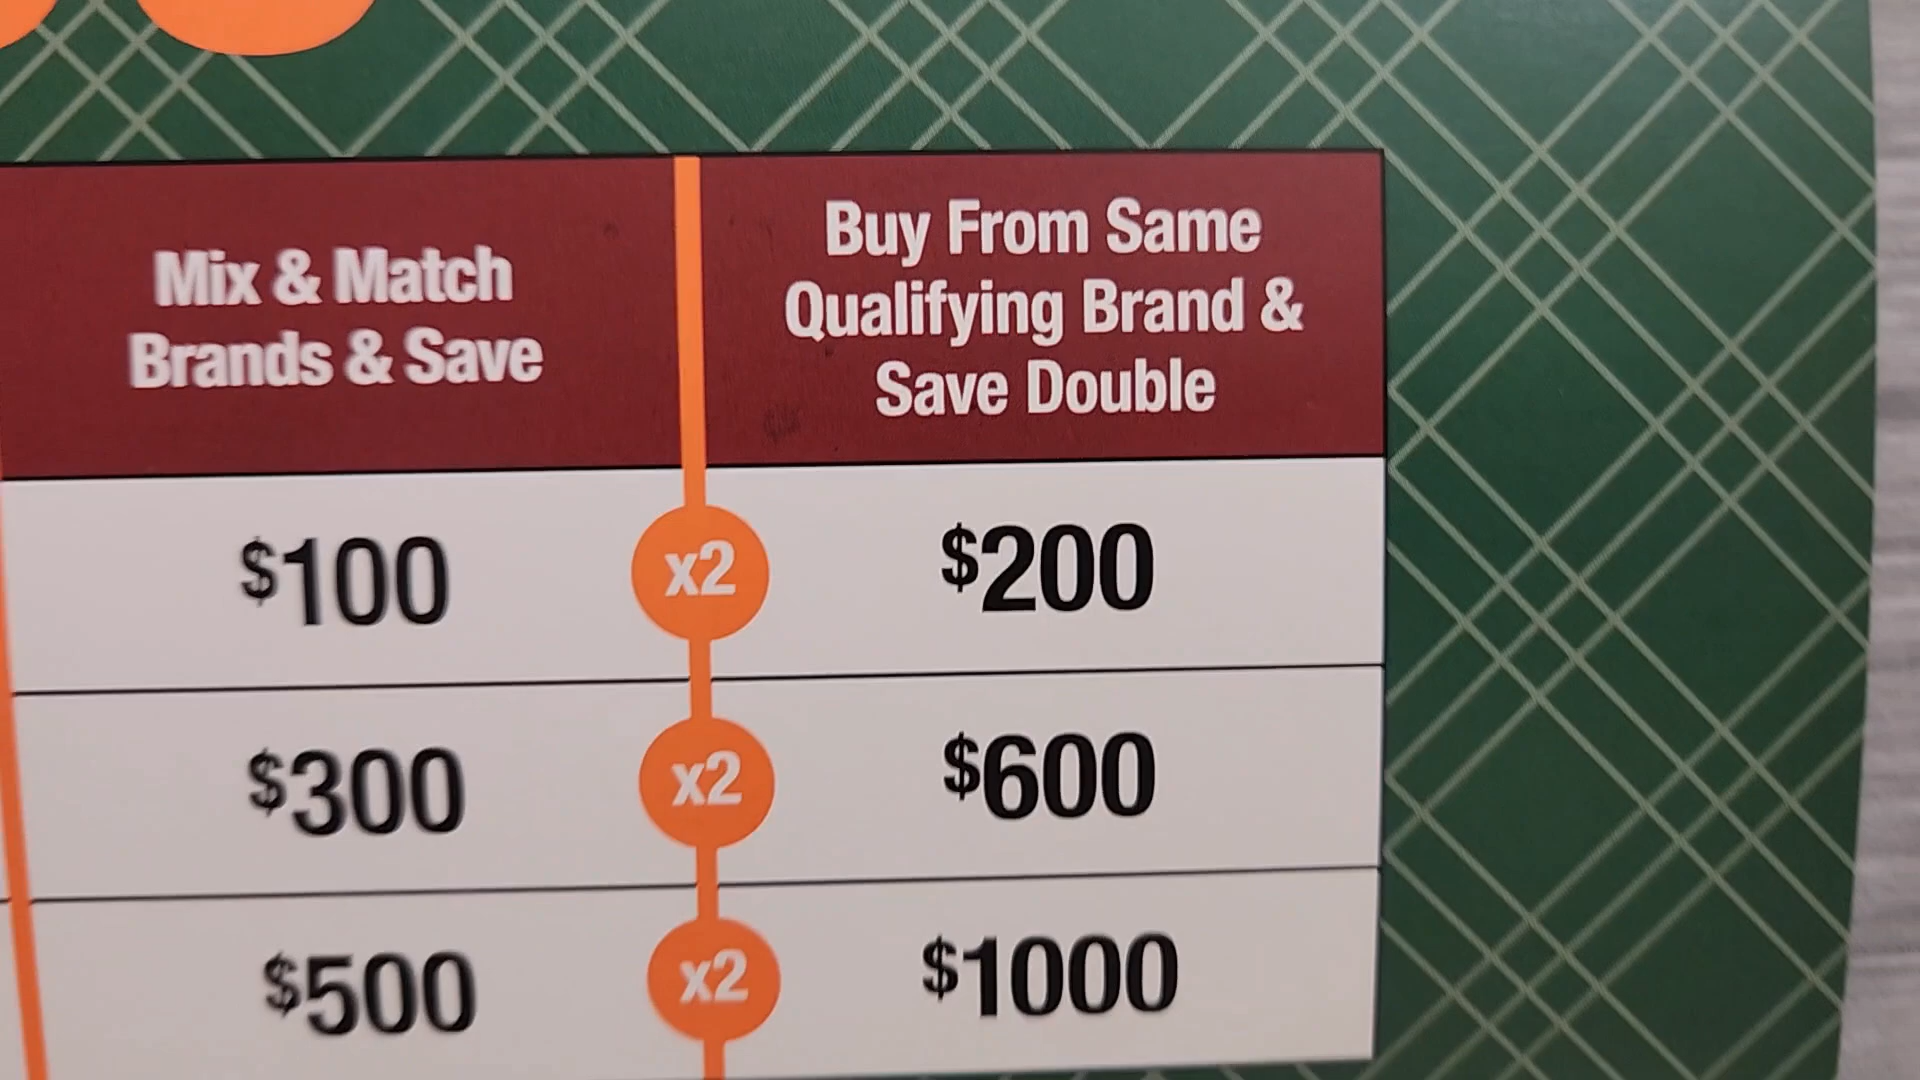 Mix & Match
Brands & Save
Buy From Same
Qualifying Brand &
Save Double
$100
x2
$200
$300
x2
$600
$500
x2
$1000